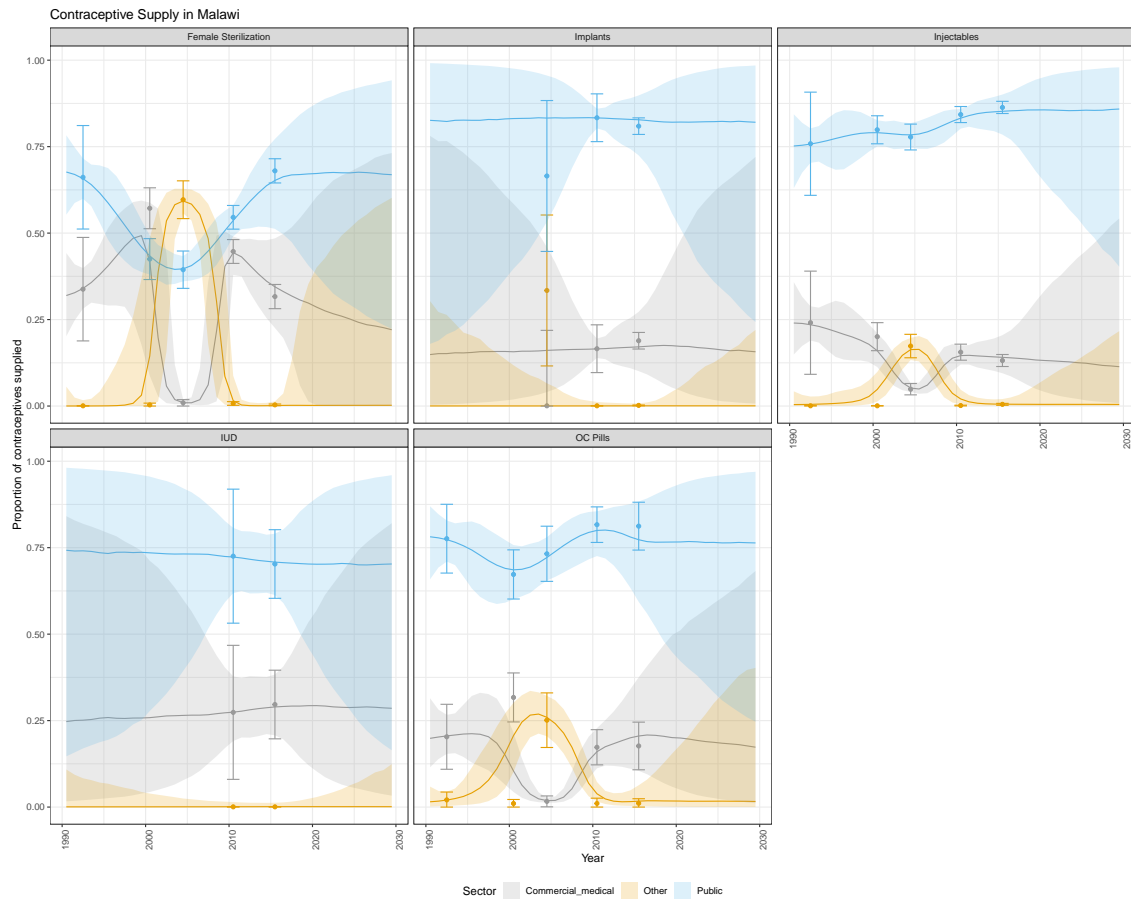 Contraceptive Supply in Malawi
Female Sterilization
Implants
Injectables
1.00
0.75
0.50
0.25
0.00
1990
2000
2010
2020
2030
IUD
OC Pills
1.00
0.75
0.50
0.25
0.00
1990
2000
2010
2020
2030
1990
2000
2010
2020
2030
Proportion of contraceptives supplied
Year
Sector Commercial_medical Other Public